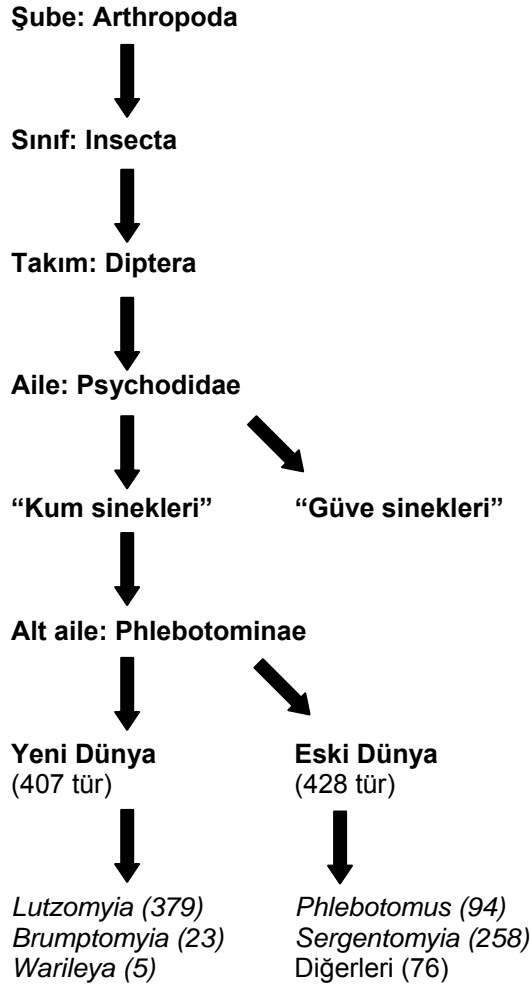 Şube: Arthropoda
Sınıf: Insecta
Takım: Diptera
Aile: Psychodidae
“Kum sinekleri”
“Güve sinekleri”
Alt aile: Phlebotominae
Yeni Dünya
(407 tür)
Eski Dünya
(428 tür)
Lutzomyia (379)
Brumptomyia (23)
Warileya (5)
Phlebotomus (94)
Sergentomyia (258)
Diğerleri (76)